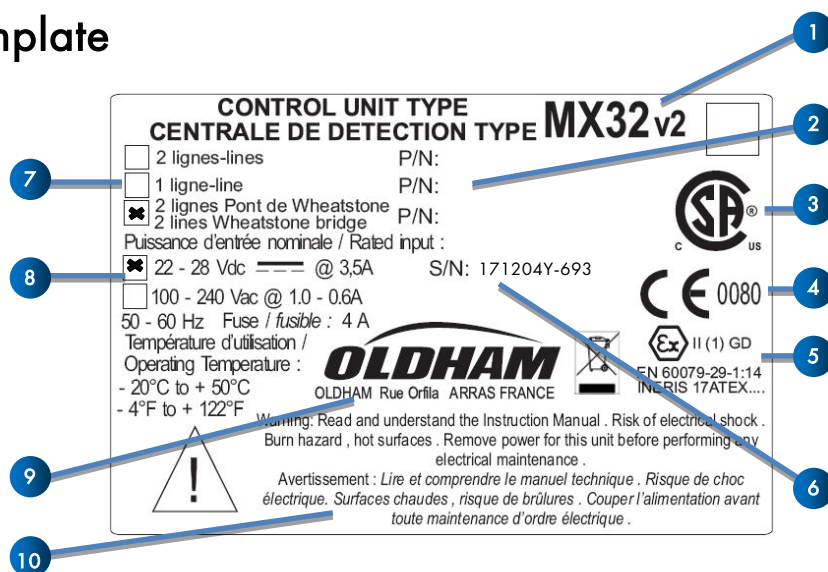 nplate
CONTROL UNIT TYPE
CENTRALE DE DETECTION TYPE MX32 v2
2 lignes-lines P/N:
1 ligne-line P/N:
2 lignes Pont de Wheatstone
2 lines Wheatstone bridge P/N:
Puissance d'entrée nominale / Rated input :
22 - 28 Vdc @ 3,5A S/N: 171204Y-693
100 - 240 Vac @ 1.0 - 0.6A
50 - 60 Hz Fuse / fusible : 4 A
Température d'utilisation /
Operating Temperature :
- 20°C to + 50°C
- 4°F to + 122°F
OLDHAM
OLDHAM Rue Orfila ARRAS FRANCE
CSA ®
C US
CE 0080
Ex II (1) GD
EN 60079-29-1:14
INERIS 17ATEX....
Warning: Read and understand the Instruction Manual . Risk of electrical shock .
Burn hazard , hot surfaces . Remove power for this unit before performing any
electrical maintenance .
Avertissement : Lire et comprendre le manuel technique . Risque de choc
électrique. Surfaces chaudes , risque de brûlures . Couper l'alimentation avant
toute maintenance d'ordre électrique .
!
1
2
3
4
5
6
7
8
9
10